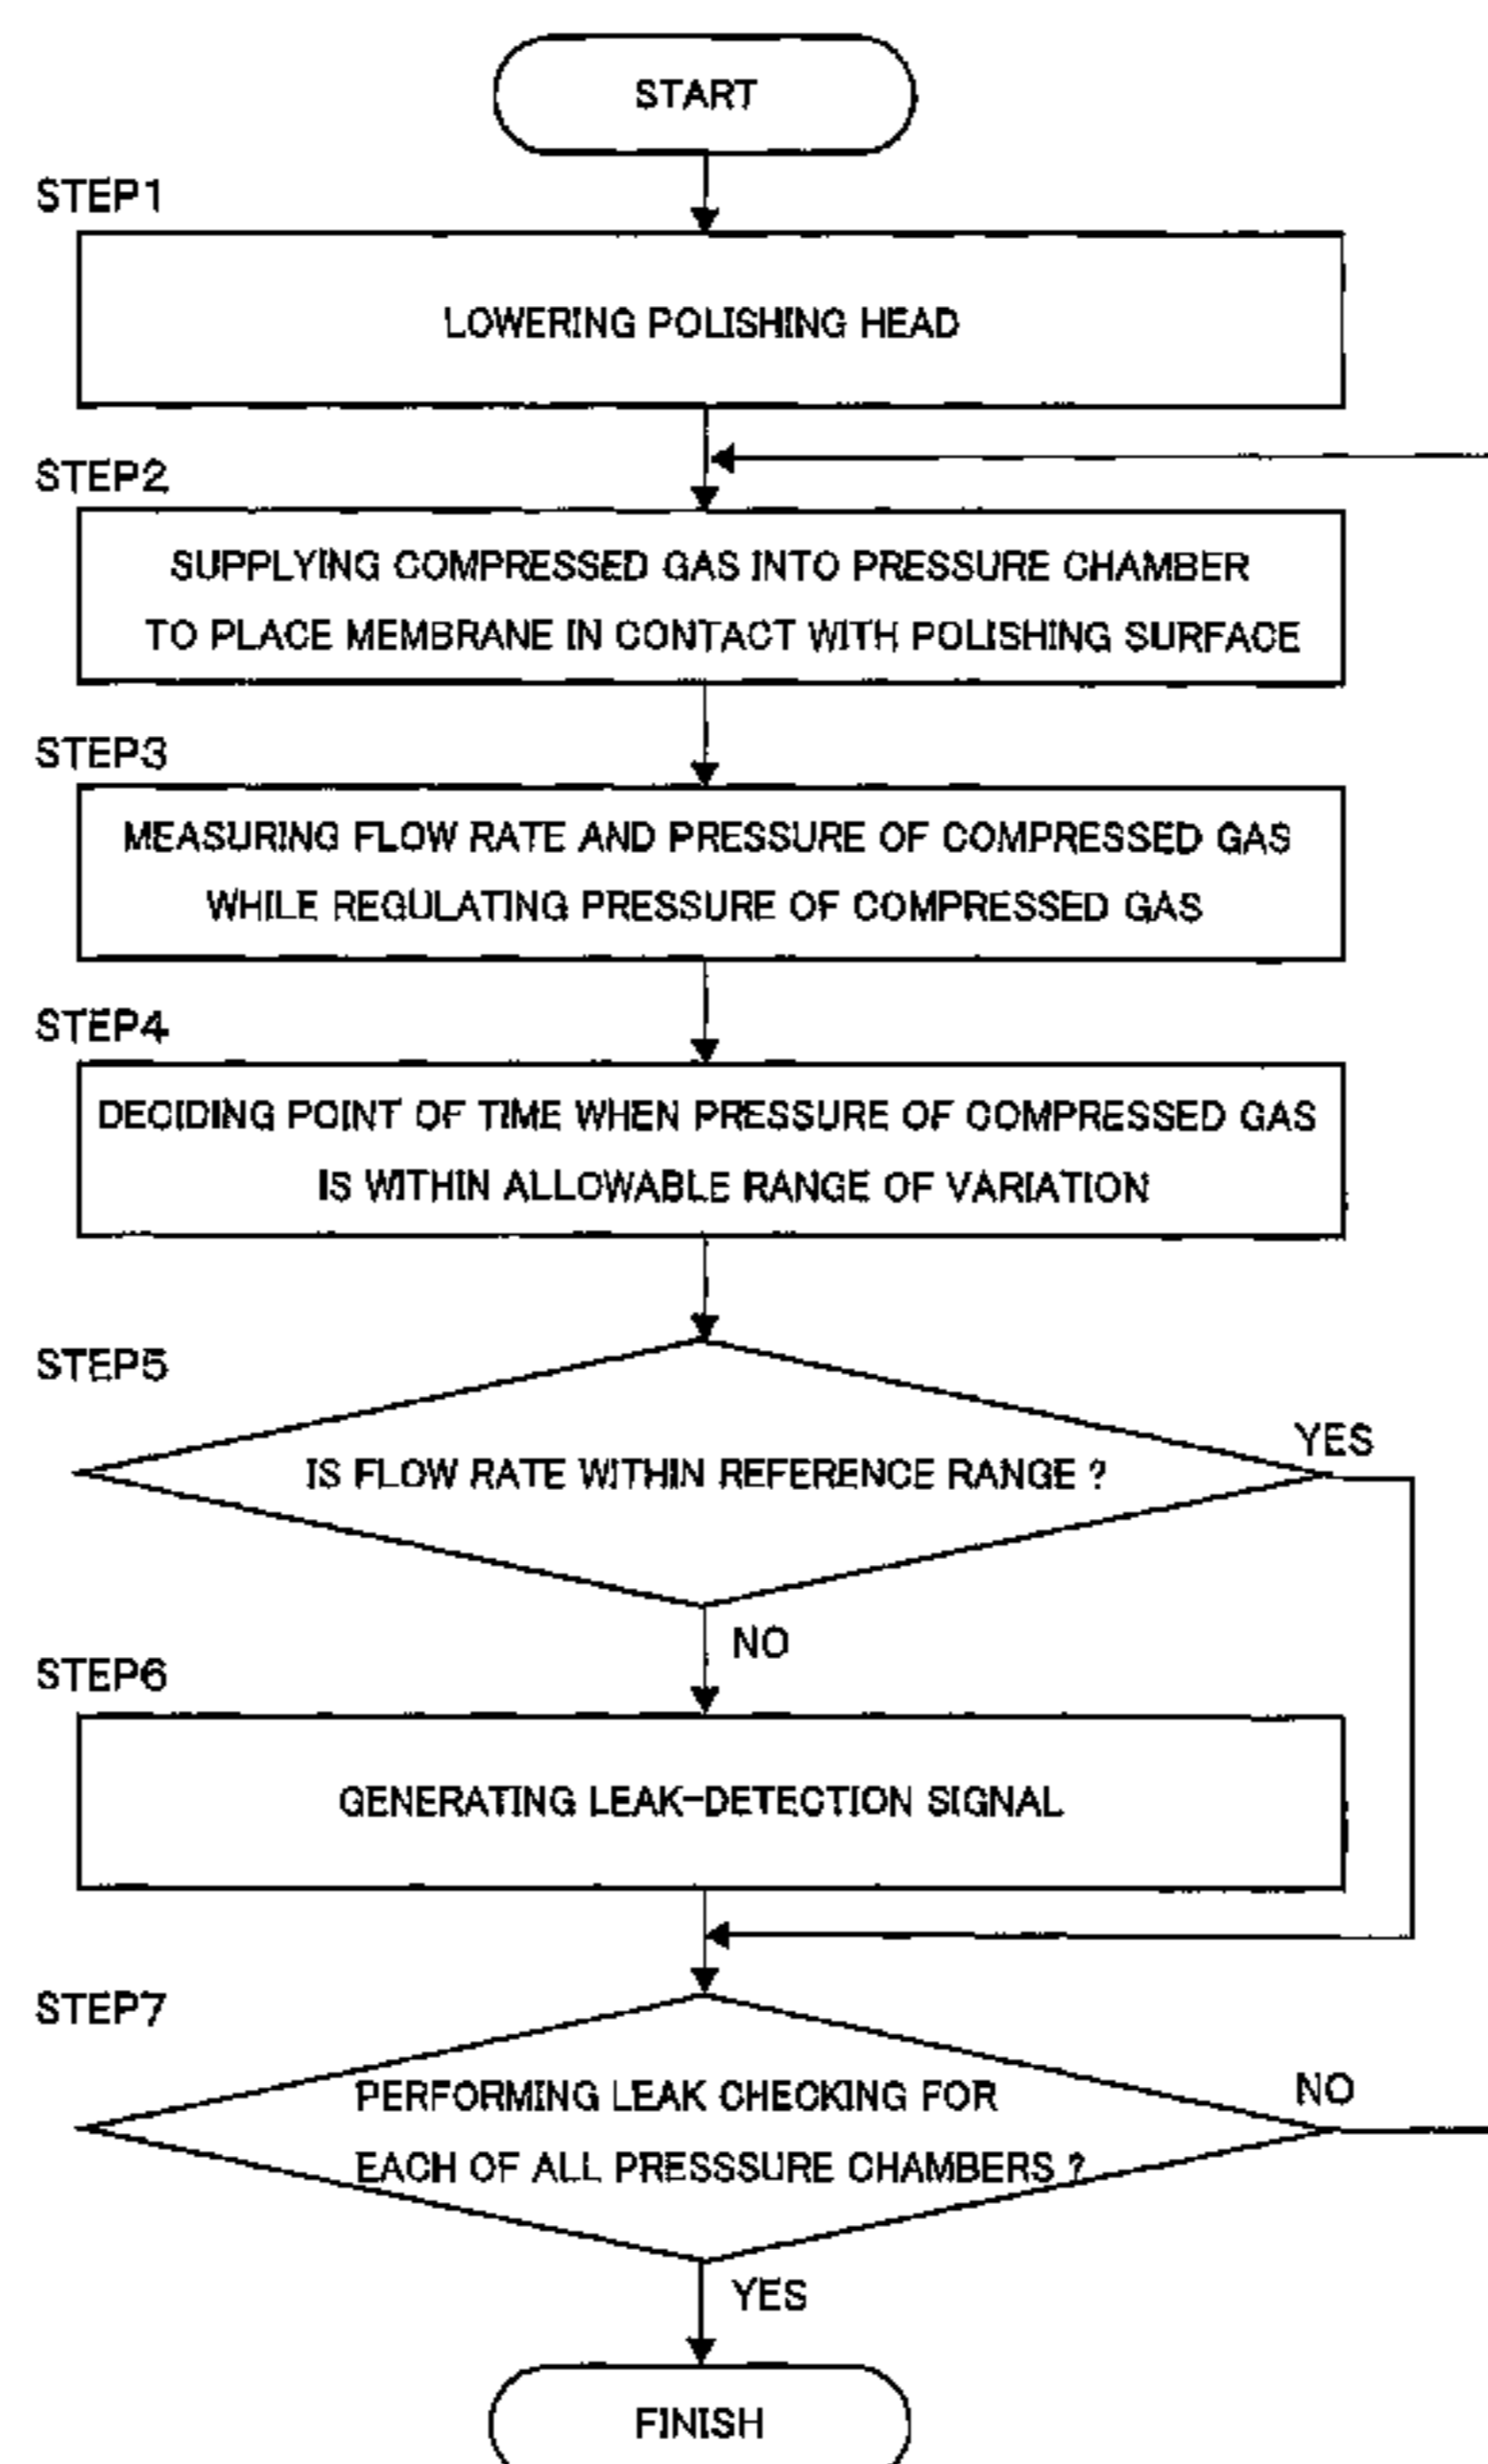 START
STEP1
LOWERING POLISHING HEAD
STEP2
SUPPLYING COMPRESSED GAS INTO PRESSURE CHAMBER
TO PLACE MEMBRANE IN CONTACT WITH POLISHING SURFACE
STEP3
MEASURING FLOW RATE AND PRESSURE OF COMPRESSED GAS
WHILE REGULATING PRESSURE OF COMPRESSED GAS
STEP4
DECIDING POINT OF TIME WHEN PRESSURE OF COMPRESSED GAS
IS WITHIN ALLOWABLE RANGE OF VARIATION
STEP5
YES
IS FLOW RATE WITHIN REFERENCE RANGE ?
NO
STEP6
GENERATING LEAK-DETECTION SIGNAL
STEP7
NO
PERFORMING LEAK CHECKING FOR
EACH OF ALL PRESSSURE CHAMBERS ?
YES
FINISH